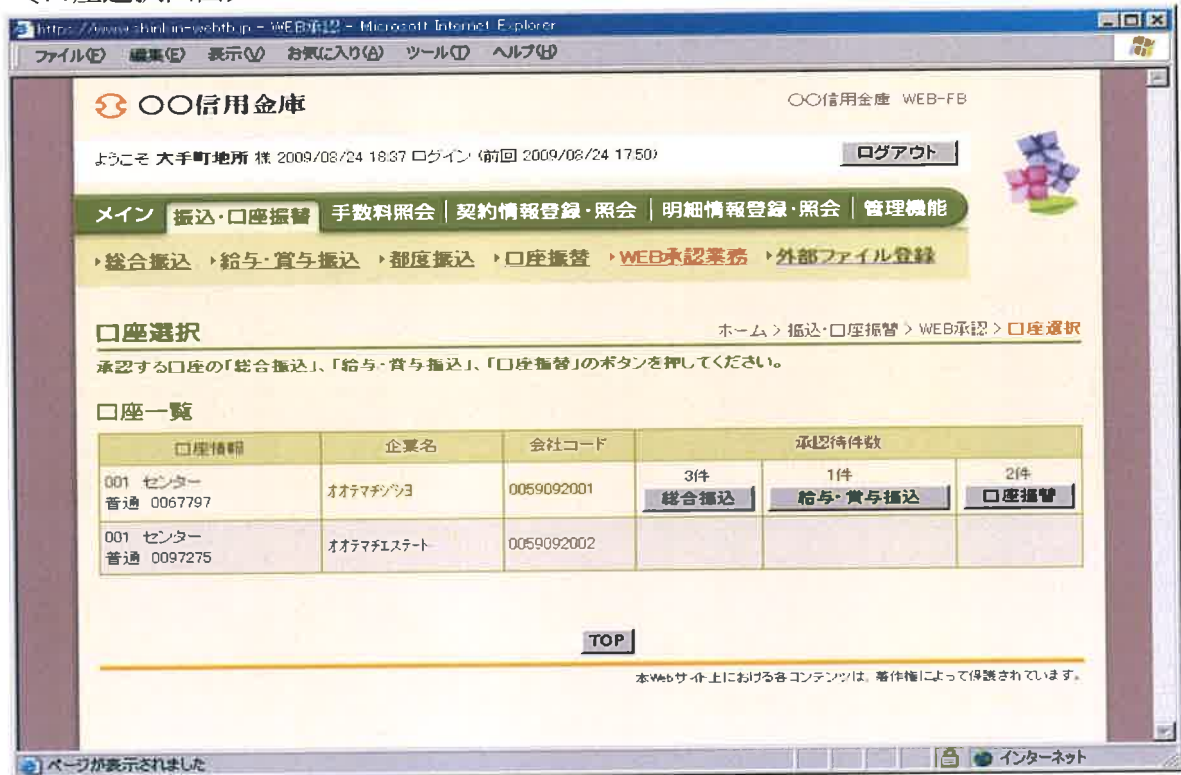 WEB承認 - Microsoft Internet Explorer
ファイル(F) 編集(E) 表示(V) お気に入り(A) ツール(T) ヘルプ(H)
〇〇信用金庫
〇〇信用金庫 WEB-FB
ようこそ 大手町地所 様 2009/08/24 18:37 ログイン (前回 2009/08/24 17:50)
ログアウト
メイン 振込・口座振替 手数料照会 契約情報登録・照会 明細情報登録・照会 管理機能
総合振込 給与・賞与振込 都度振込 口座振替 WEB承認業務 外部ファイル登録
口座選択
ホーム > 振込・口座振替 > WEB承認 > 口座選択
承認する口座の「総合振込」、「給与・賞与振込」、「口座振替」のボタンを押してください。
口座一覧
口座情報 企業名 会社コード 承認待件数
001 センター
普通 0067797
オオテマチジショ
0059092001
3件 1件 2件
総合振込 給与・賞与振込 口座振替
001 センター
普通 0097275
オオテマチエステート
0059092002
TOP
本Webサイト上における各コンテンツは、著作権によって保護されています。
ページが表示されました
インターネット